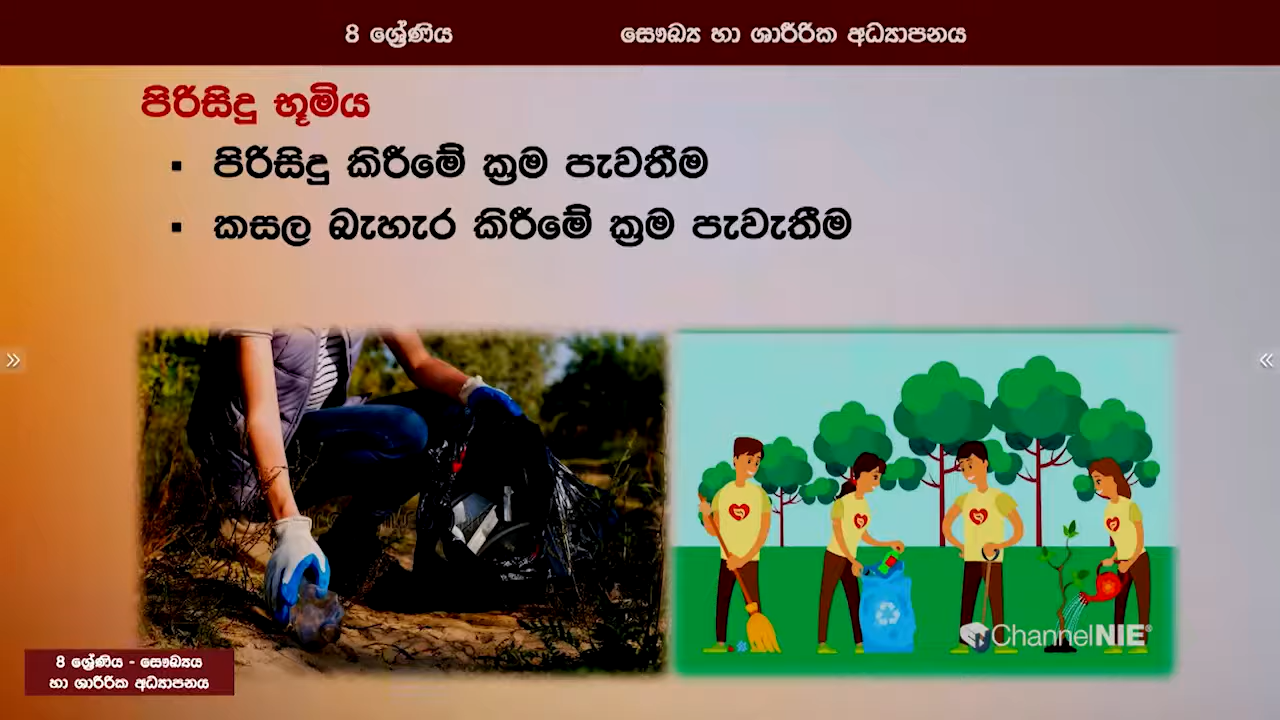 8 ශ්‍රේණිය සෞඛ්‍ය හා ශාරීරික අධ්‍යාපනය
පිරිසිදු භූමිය
▪ පිරිසිදු කිරීමේ ක්‍රම පැවතීම
▪ කසල බැහැර කිරීමේ ක්‍රම පැවැතීම
ChannelNIE®
8 ශ්‍රේණිය - සෞඛ්‍යය
හා ශාරීරික අධ්‍යාපනය